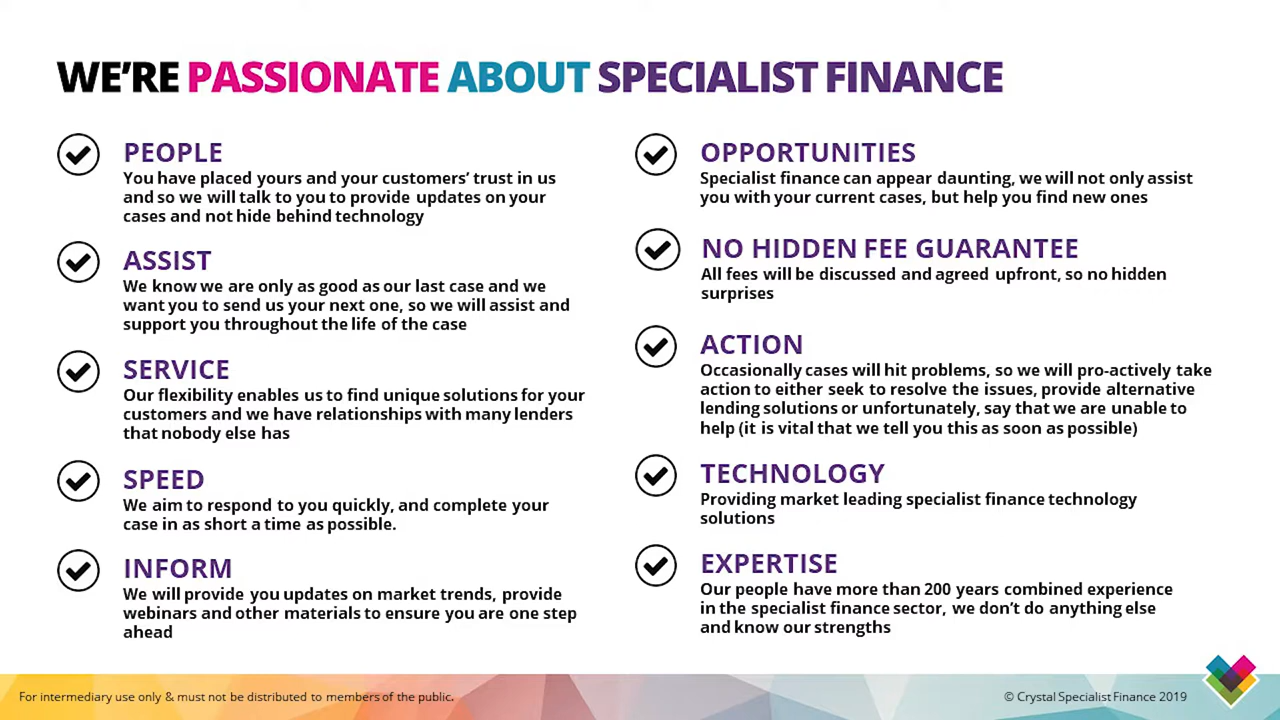 WE'RE PASSIONATE ABOUT SPECIALIST FINANCE
PEOPLE
You have placed yours and your customers' trust in us
and so we will talk to you to provide updates on your
cases and not hide behind technology
ASSIST
We know we are only as good as our last case and we
want you to send us your next one, so we will assist and
support you throughout the life of the case
SERVICE
Our flexibility enables us to find unique solutions for your
customers and we have relationships with many lenders
that nobody else has
SPEED
We aim to respond to you quickly, and complete your
case in as short a time as possible.
INFORM
We will provide you updates on market trends, provide
webinars and other materials to ensure you are one step
ahead
OPPORTUNITIES
Specialist finance can appear daunting, we will not only assist
you with your current cases, but help you find new ones
NO HIDDEN FEE GUARANTEE
All fees will be discussed and agreed upfront, so no hidden
surprises
ACTION
Occasionally cases will hit problems, so we will pro-actively take
action to either seek to resolve the issues, provide alternative
lending solutions or unfortunately, say that we are unable to
help (it is vital that we tell you this as soon as possible)
TECHNOLOGY
Providing market leading specialist finance technology
solutions
EXPERTISE
Our people have more than 200 years combined experience
in the specialist finance sector, we don't do anything else
and know our strengths
For intermediary use only & must not be distributed to members of the public.
© Crystal Specialist Finance 2019